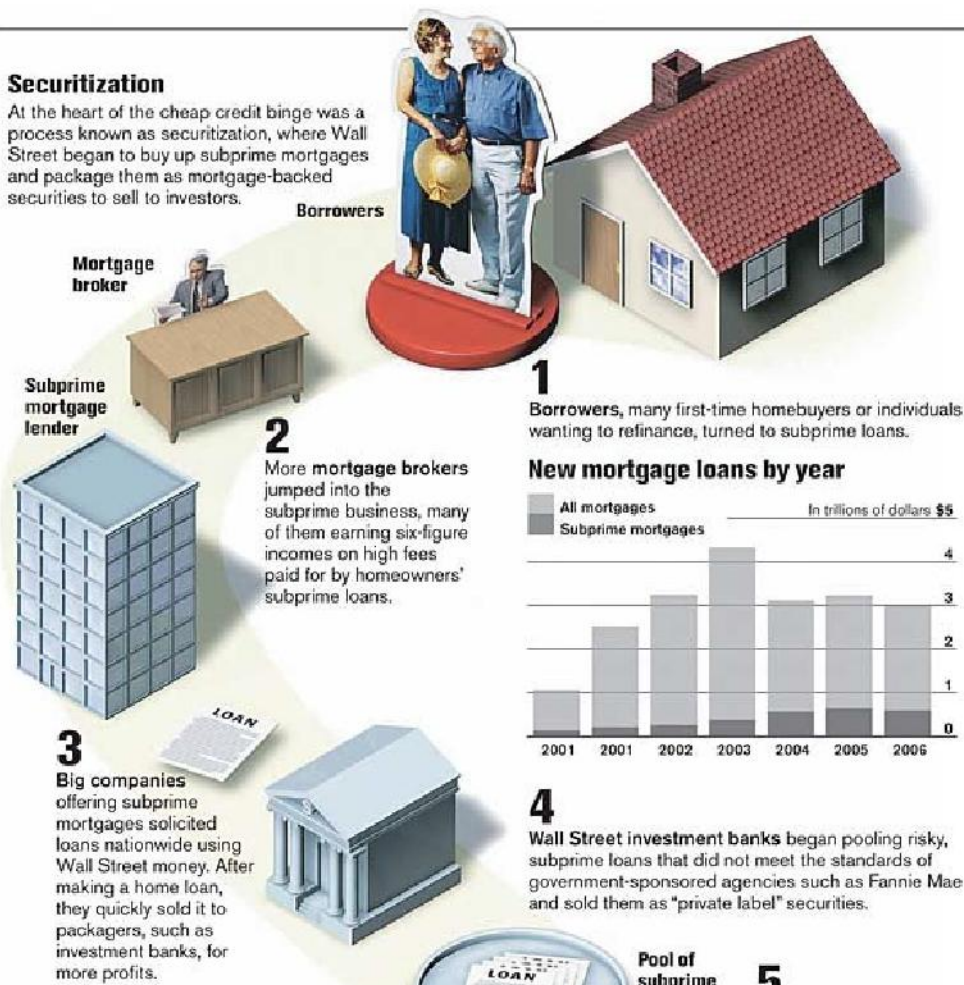 Securitization
At the heart of the cheap credit binge was a
process known as securitization, where Wall
Street began to buy up subprime mortgages
and package them as mortgage-backed
securities to sell to investors.
Borrowers
Mortgage
broker
Subprime
mortgage
lender
1
Borrowers, many first-time homebuyers or individuals
wanting to refinance, turned to subprime loans.
2
More mortgage brokers
jumped into the
subprime business, many
of them earning six-figure
incomes on high fees
paid for by homeowners'
subprime loans.
New mortgage loans by year
All mortgages
Subprime mortgages
In trillions of dollars $5
4
3
2
1
0
2001 2001 2002 2003 2004 2005 2006
LOAN
3
Big companies
offering subprime
mortgages solicited
loans nationwide using
Wall Street money. After
making a home loan,
they quickly sold it to
packagers, such as
investment banks, for
more profits.
4
Wall Street investment banks began pooling risky,
subprime loans that did not meet the standards of
government-sponsored agencies such as Fannie Mae
and sold them as "private label" securities.
LOAN
Pool of
subprime
5